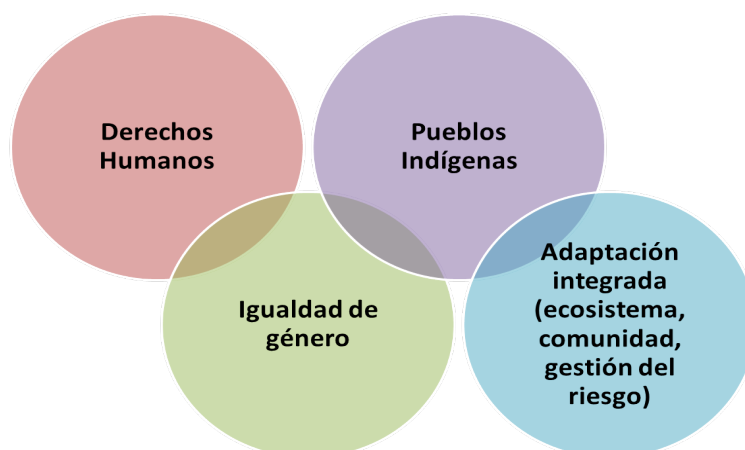 Derechos
Humanos
Pueblos
Indígenas
Igualdad de
género
Adaptación
integrada
(ecosistema,
comunidad,
gestión del
riesgo)